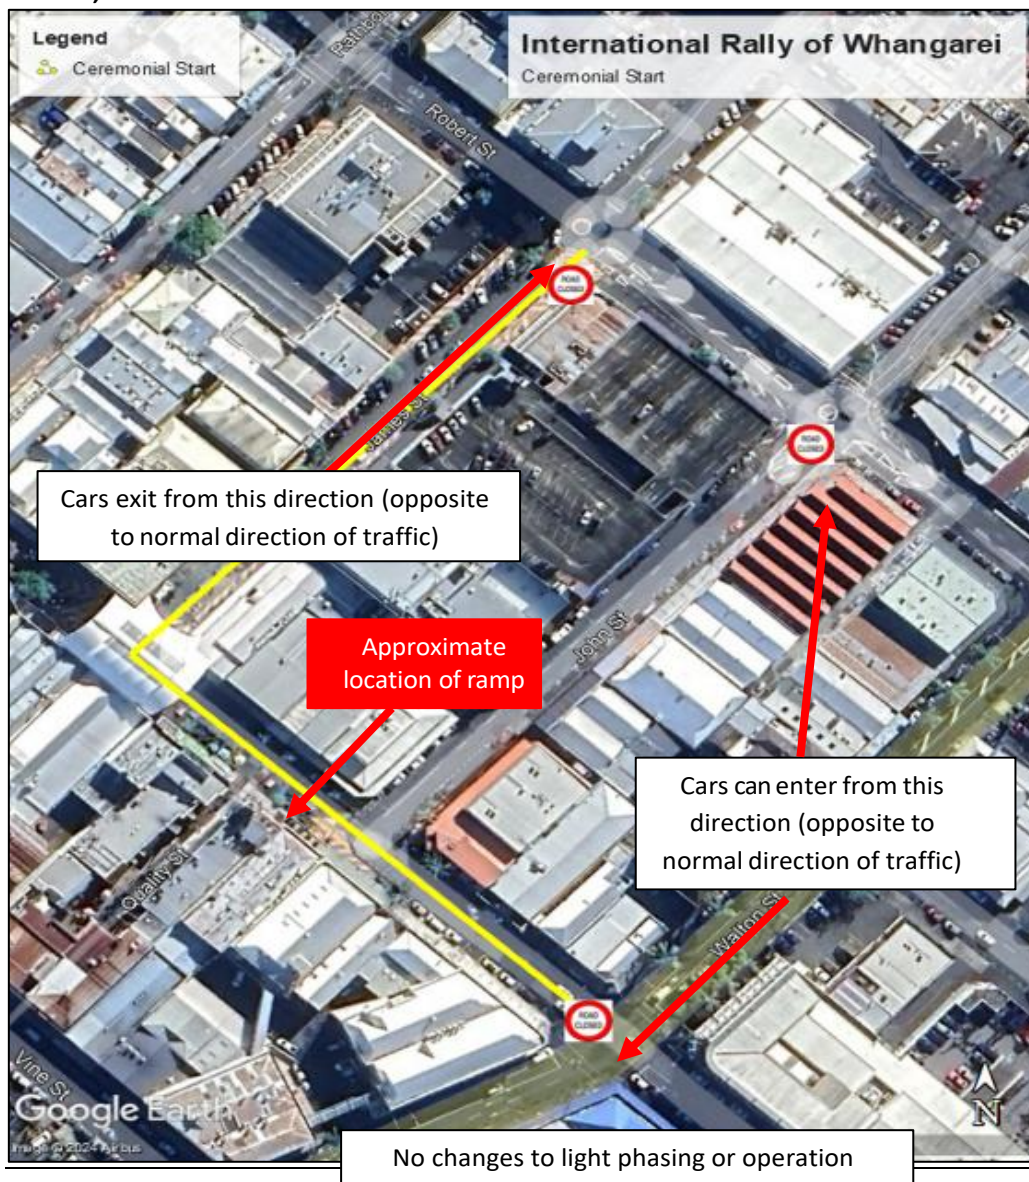 Legend
Ceremonial Start
International Rally of Whangarei
Ceremonial Start
Robert St
ROAD
CLOSED
James St
ROAD
CLOSED
Cars exit from this direction (opposite
to normal direction of traffic)
John St
Approximate
location of ramp
Cars can enter from this
direction (opposite to
normal direction of traffic)
Quality St
Walton St
ROAD
CLOSED
Vine St
Google Earth
Image © 2024 Airbus
N
No changes to light phasing or operation